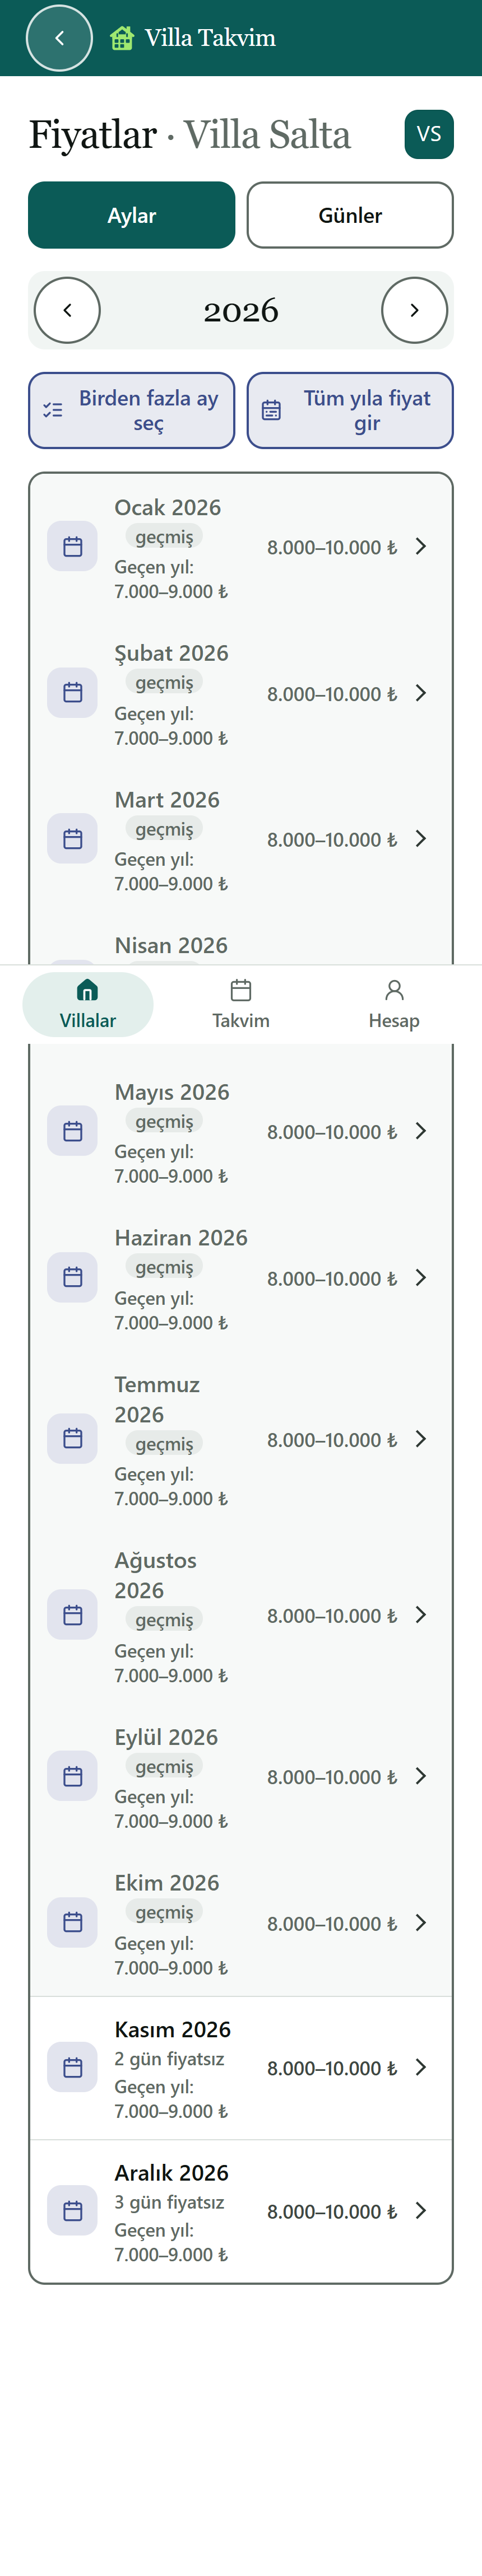 Villa Takvim
Fiyatlar · Villa Salta
VS
Aylar
Günler
2026
Birden fazla ay
seç
Tüm yıla fiyat
gir
Ocak 2026
geçmiş
Geçen yıl:
7.000–9.000 ₺
8.000–10.000 ₺
Şubat 2026
geçmiş
Geçen yıl:
7.000–9.000 ₺
8.000–10.000 ₺
Mart 2026
geçmiş
Geçen yıl:
7.000–9.000 ₺
8.000–10.000 ₺
Nisan 2026
Villalar
Takvim
Hesap
Mayıs 2026
geçmiş
Geçen yıl:
7.000–9.000 ₺
8.000–10.000 ₺
Haziran 2026
geçmiş
Geçen yıl:
7.000–9.000 ₺
8.000–10.000 ₺
Temmuz
2026
geçmiş
Geçen yıl:
7.000–9.000 ₺
8.000–10.000 ₺
Ağustos
2026
geçmiş
Geçen yıl:
7.000–9.000 ₺
8.000–10.000 ₺
Eylül 2026
geçmiş
Geçen yıl:
7.000–9.000 ₺
8.000–10.000 ₺
Ekim 2026
geçmiş
Geçen yıl:
7.000–9.000 ₺
8.000–10.000 ₺
Kasım 2026
2 gün fiyatsız
Geçen yıl:
7.000–9.000 ₺
8.000–10.000 ₺
Aralık 2026
3 gün fiyatsız
Geçen yıl:
7.000–9.000 ₺
8.000–10.000 ₺